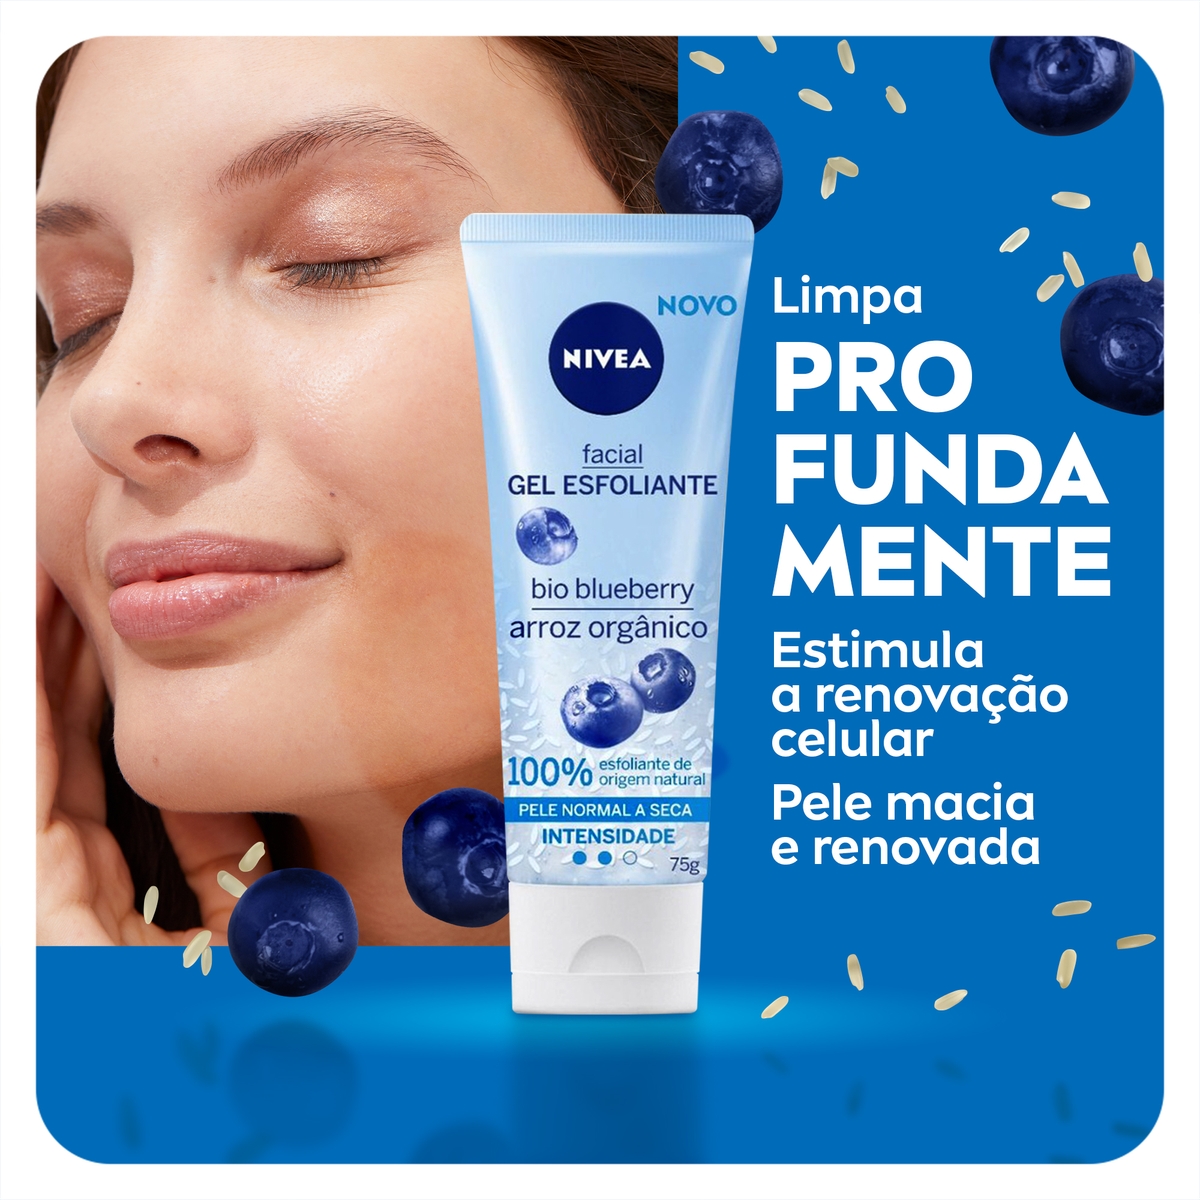 NOVO
NIVEA
facial
GEL ESFOLIANTE
bio blueberry
arroz orgânico
100% esfoliante de
origem natural
PELE NORMAL A SECA
INTENSIDADE
75g
Limpa
PRO
FUNDA
MENTE
Estimula
a renovação
celular
Pele macia
e renovada